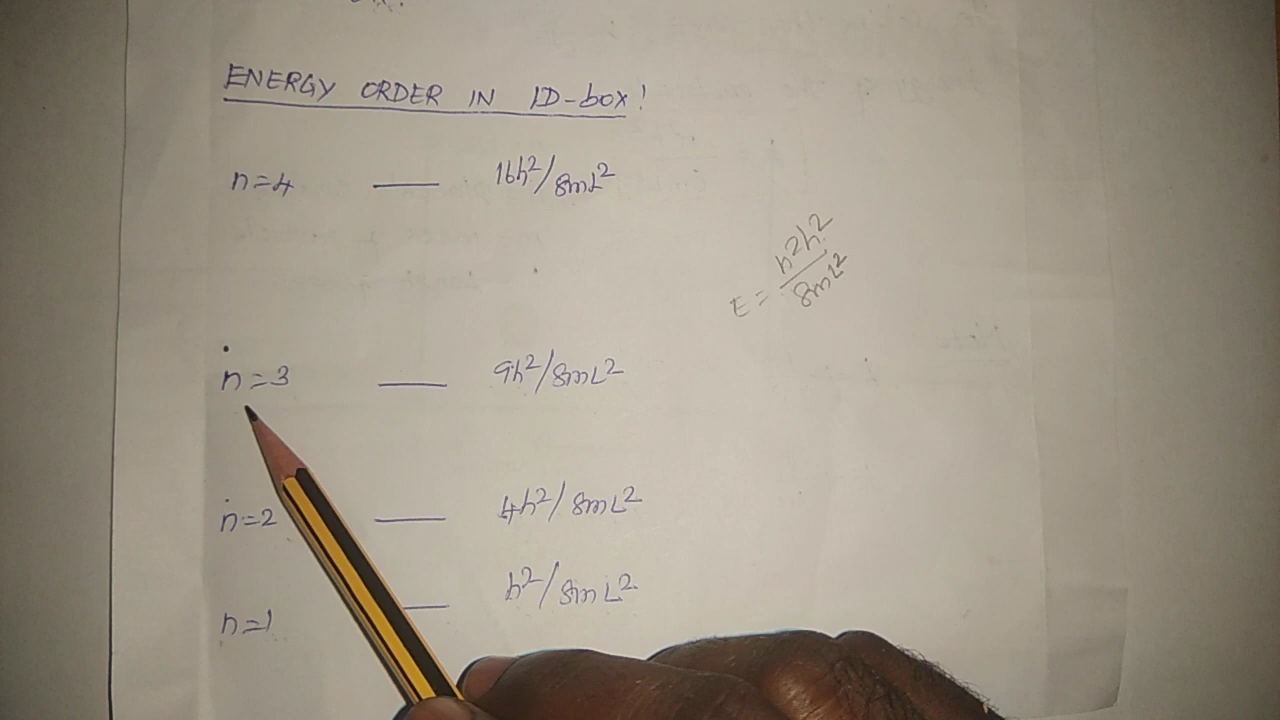 ENERGY ORDER IN 1D-box!
n=4 — 16h²/8mL²
E = n²h²/8mL²
n=3 — 9h²/8mL²
n=2 — 4h²/8mL²
n=1 — h²/8mL²